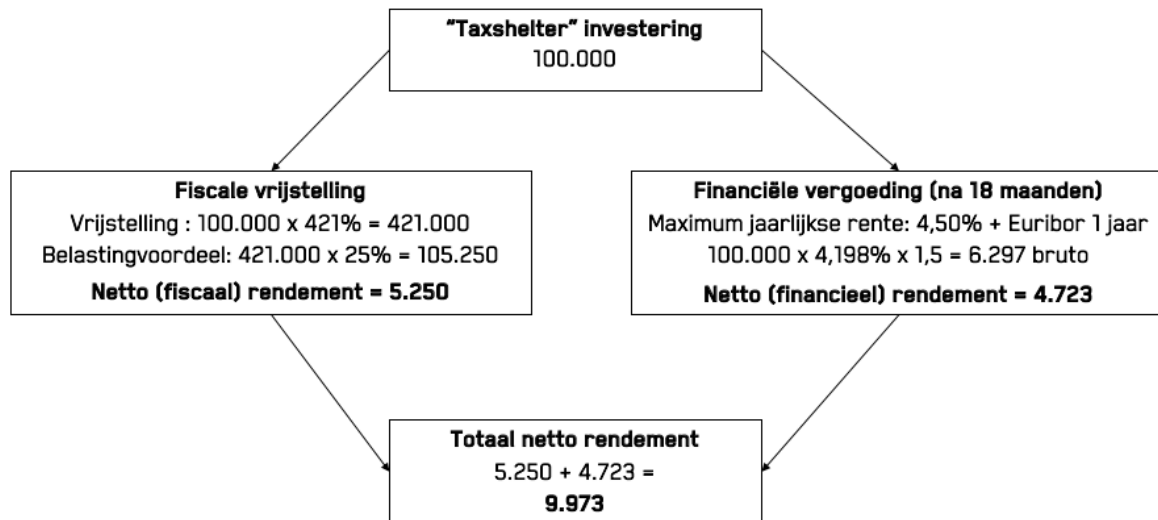 "Taxshelter" investering
100.000
Fiscale vrijstelling
Vrijstelling : 100.000 x 421% = 421.000
Belastingvoordeel: 421.000 x 25% = 105.250
Netto (fiscaal) rendement = 5.250
Financiële vergoeding (na 18 maanden)
Maximum jaarlijkse rente: 4,50% + Euribor 1 jaar
100.000 x 4,198% x 1,5 = 6.297 bruto
Netto (financieel) rendement = 4.723
Totaal netto rendement
5.250 + 4.723 =
9.973